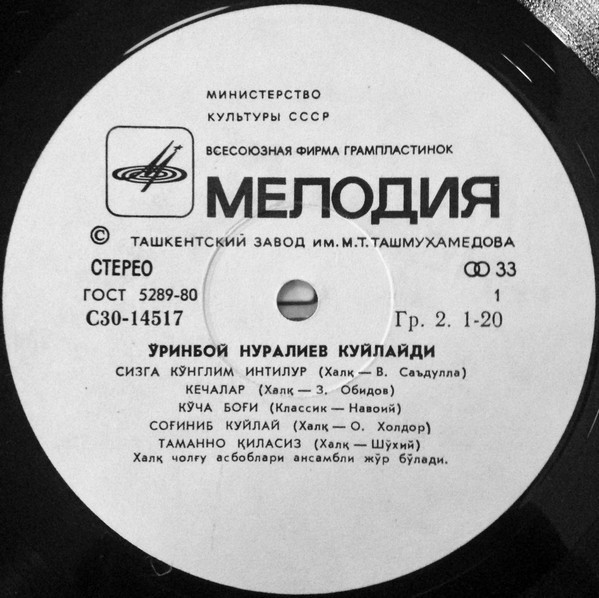 МИНИСТЕРСТВО
КУЛЬТУРЫ СССР
ВСЕСОЮЗНАЯ ФИРМА ГРАМПЛАСТИНОК
МЕЛОДИЯ
© ТАШКЕНТСКИЙ ЗАВОД ИМ. М.Т. ТАШМУХАМЕДОВА
СТЕРЕО 33
ГОСТ 5289-80 1
С30-14517 Гр. 2. 1-20
ЎРИНБОЙ НУРАЛИЕВ КУЙЛАЙДИ
СИЗГА КЎНГЛИМ ИНТИЛУР (Халқ — В. Саъдулла)
КЕЧАЛАР (Халқ — З. Обидов)
КЎЧА БОҒИ (Классик — Навоий)
СОҒИНИБ КУЙЛАЙ (Халқ — О. Холдор)
ТАМАННО ҚИЛАСИЗ (Халқ — Шўхий)
Халқ чолғу асбоблари ансамбли жўр бўлади.